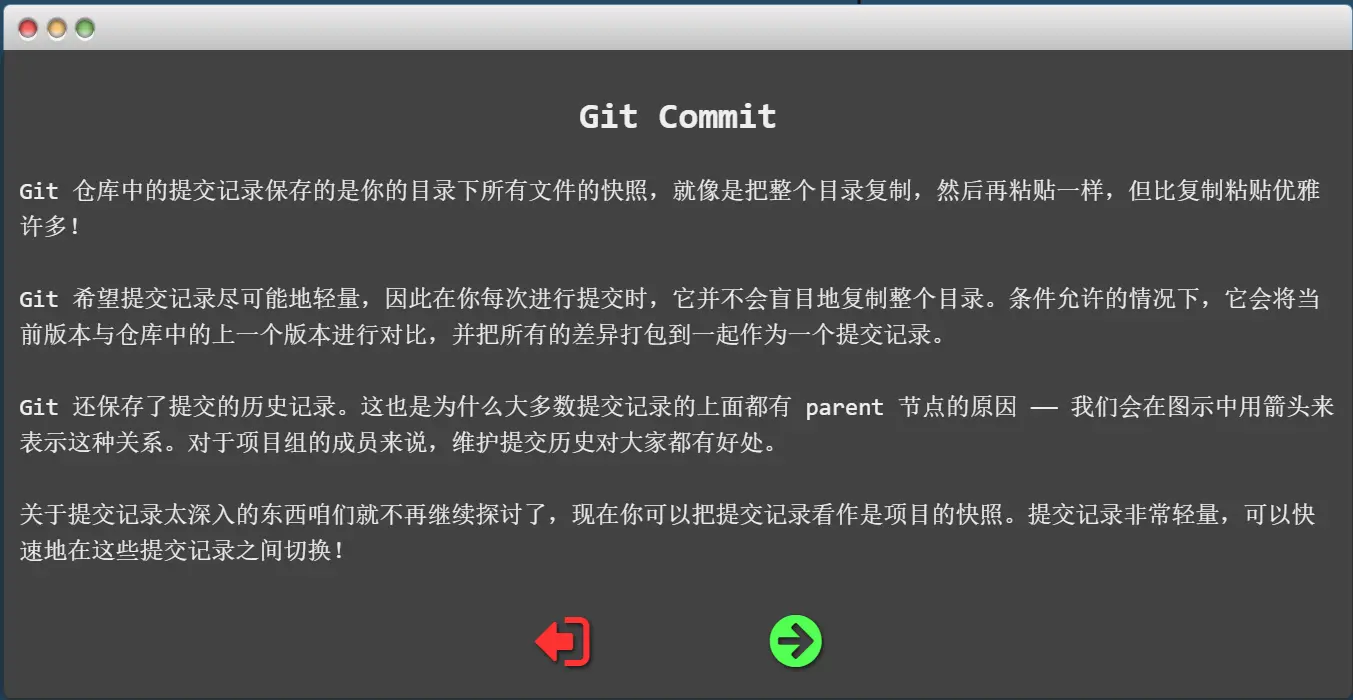 Git Commit
Git 仓库中的提交记录保存的是你的目录下所有文件的快照，就像是把整个目录复制，然后再粘贴一样，但比复制粘贴优雅
许多！
Git 希望提交记录尽可能地轻量，因此在你每次进行提交时，它并不会盲目地复制整个目录。条件允许的情况下，它会将当
前版本与仓库中的上一个版本进行对比，并把所有的差异打包到一起作为一个提交记录。
Git 还保存了提交的历史记录。这也是为什么大多数提交记录的上面都有 parent 节点的原因 —— 我们会在图示中用箭头来
表示这种关系。对于项目组的成员来说，维护提交历史对大家都有好处。
关于提交记录太深入的东西咱们就不再继续探讨了，现在你可以把提交记录看作是项目的快照。提交记录非常轻量，可以快
速地在这些提交记录之间切换！